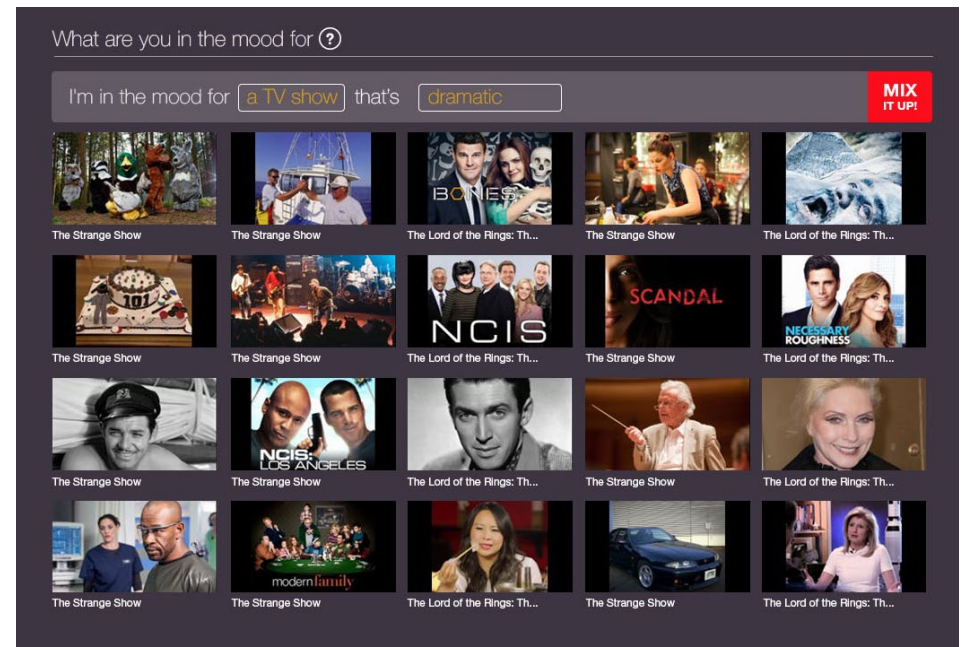 What are you in the mood for ?
I'm in the mood for a TV show that's dramatic
MIX
IT UP!
BONES
The Strange Show
The Strange Show
The Lord of the Rings: Th...
The Strange Show
The Lord of the Rings: Th...
101
NCIS
SCANDAL
NECESSARY
ROUGHNESS
The Strange Show
The Strange Show
The Lord of the Rings: Th...
The Strange Show
The Lord of the Rings: Th...
NCIS:
LOS ANGELES
The Strange Show
The Strange Show
The Lord of the Rings: Th...
The Strange Show
The Lord of the Rings: Th...
modern family
The Strange Show
The Strange Show
The Lord of the Rings: Th...
The Strange Show
The Lord of the Rings: Th...